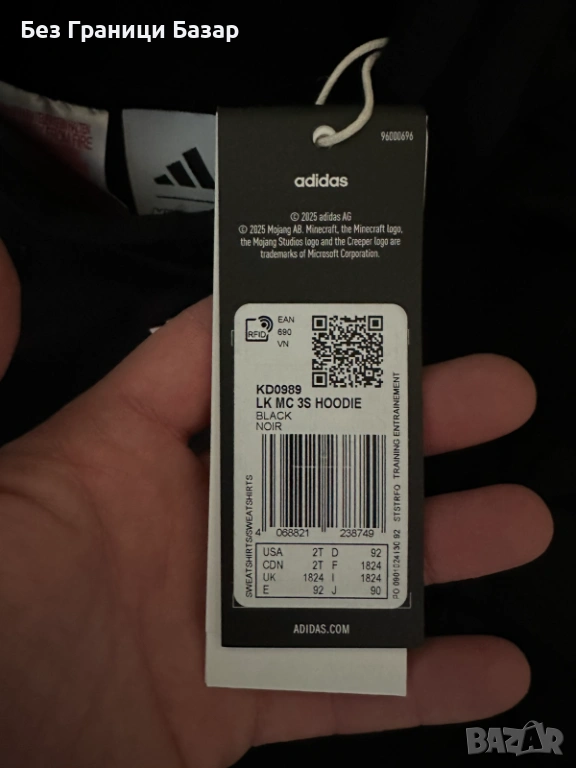 Без Граници Базар
96000696
adidas
© 2025 adidas AG
© 2025 Mojang AB. Minecraft, the Minecraft logo,
the Mojang Studios logo and the Creeper logo are
trademarks of Microsoft Corporation.
RFID
EAN
690
VN
KD0989
LK MC 3S HOODIE
BLACK
NOIR
4 068821 238749
USA 2T D 92
CDN 2T F 1824
UK 1824 I 1824
E 92 J 90
SWEATSHIRTS/SWEATSHIRTS
STSTRFO TRAINING ENTRAINEMENT
ADIDAS.COM
BAZAR